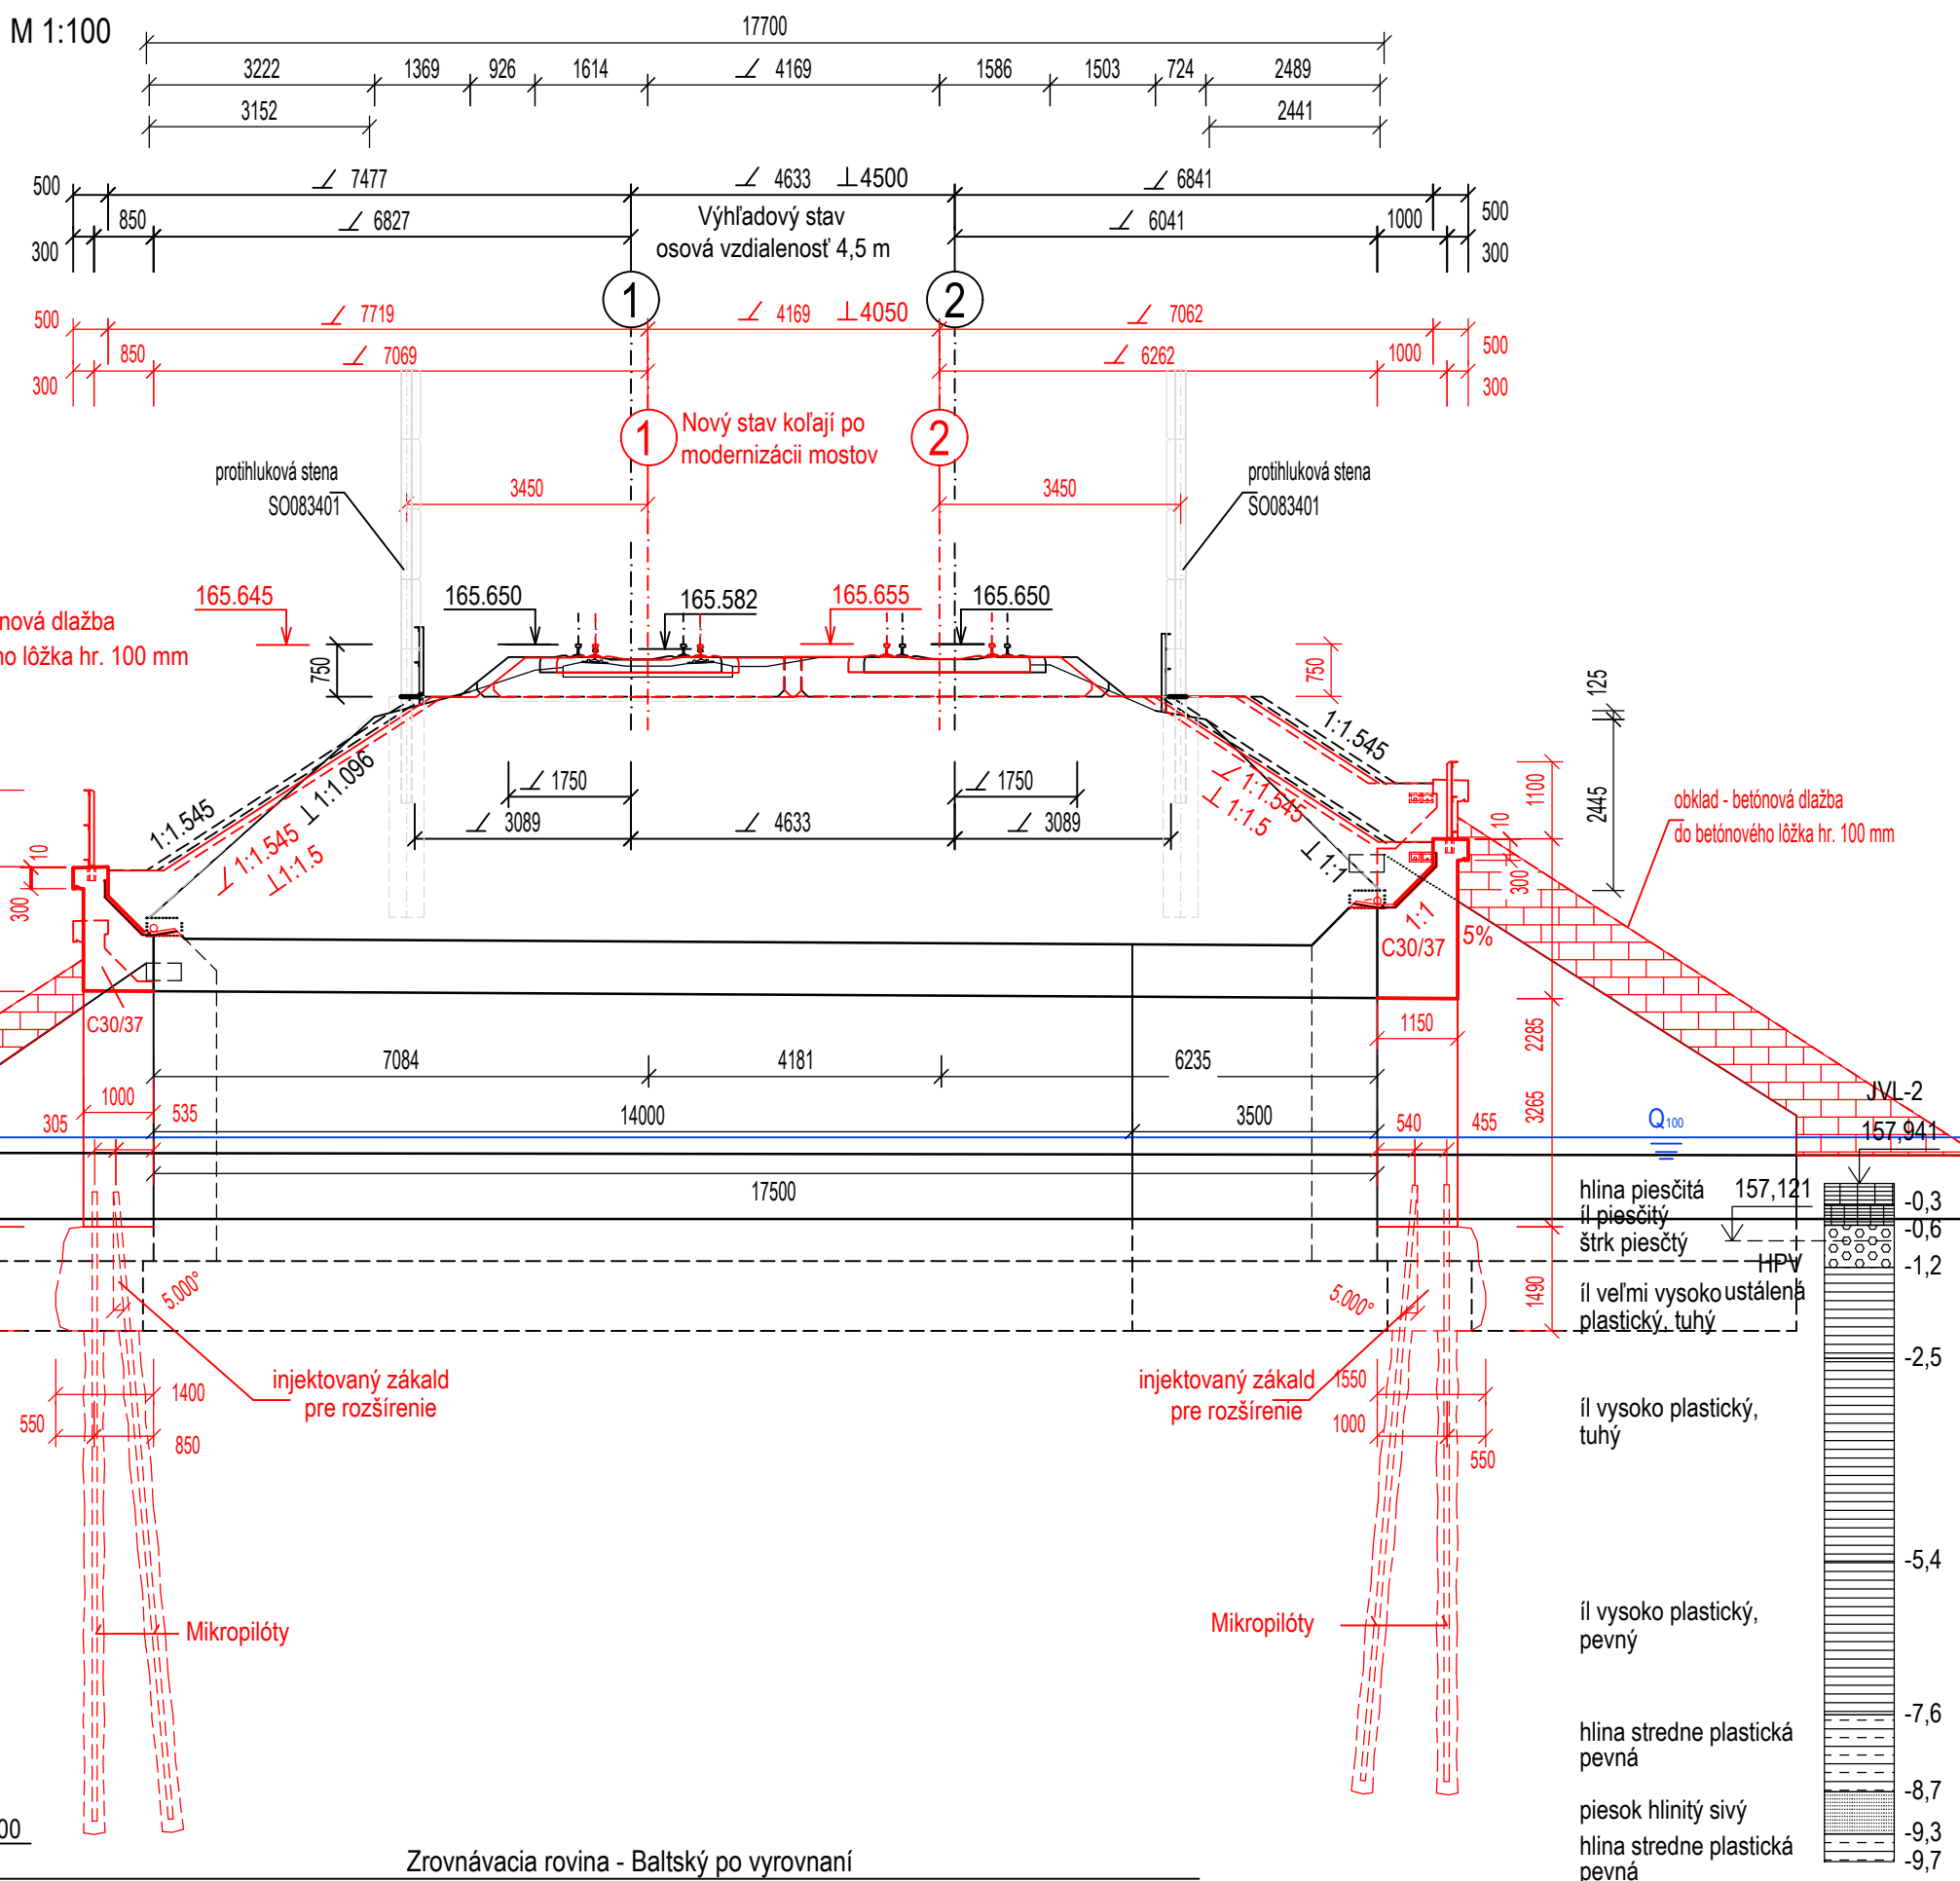 M 1:100
17700
3222 1369 926 1614 4169 1586 1503 724 2489
3152 2441
500 7477 4633 ⊥4500 6841 500
Výhľadový stav
osová vzdialenosť 4,5 m
300 850 6827 6041 1000 300
1 2
500 7719 4169 ⊥4050 7062 500
300 850 7069 6262 1000 300
1 2
Nový stav koľají po
modernizácii mostov
protihluková stena
SO083401
protihluková stena
SO083401
3450 3450
165.645 165.650 165.582 165.655 165.650
nová dlažba
ho lôžka hr. 100 mm
750 750
125
2445
1:1.545
1:1.545
⊥1:1.5
⊥ 1:1.096
1:1.545
1:1.545
⊥ 1:1.5
⊥ 1:1
1750 1750
3089 4633 3089
1100
10
300
10
300
obklad - betónová dlažba
do betónového lôžka hr. 100 mm
1:1
C30/37
5%
C30/37
1150
2285
7084 4181 6235
1000
305 535
14000 3500
540 455
3265
17500
Q100
JVL-2
157,941
157,121
HPV
ustálená
hlina piesčitá
íl piesčitý
štrk piesčtý
íl veľmi vysoko
plastický, tuhý
íl vysoko plastický,
tuhý
íl vysoko plastický,
pevný
hlina stredne plastická
pevná
piesok hlinitý sivý
hlina stredne plastická
pevná
-0,3
-0,6
-1,2
-2,5
-5,4
-7,6
-8,7
-9,3
-9,7
5.000°
5.000°
1490
injektovaný zákald
pre rozšírenie
injektovaný zákald
pre rozšírenie
1400
550 850
1550
1000
550
Mikropilóty
Mikropilóty
00
Zrovnávacia rovina - Baltský po vyrovnaní